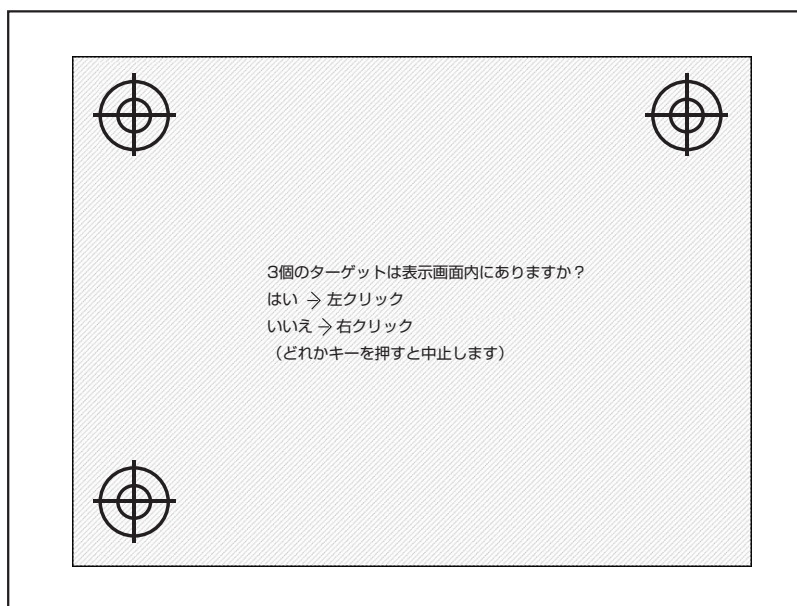 3個のターゲットは表示画面内にありますか？
はい → 左クリック
いいえ → 右クリック
（どれかキーを押すと中止します）